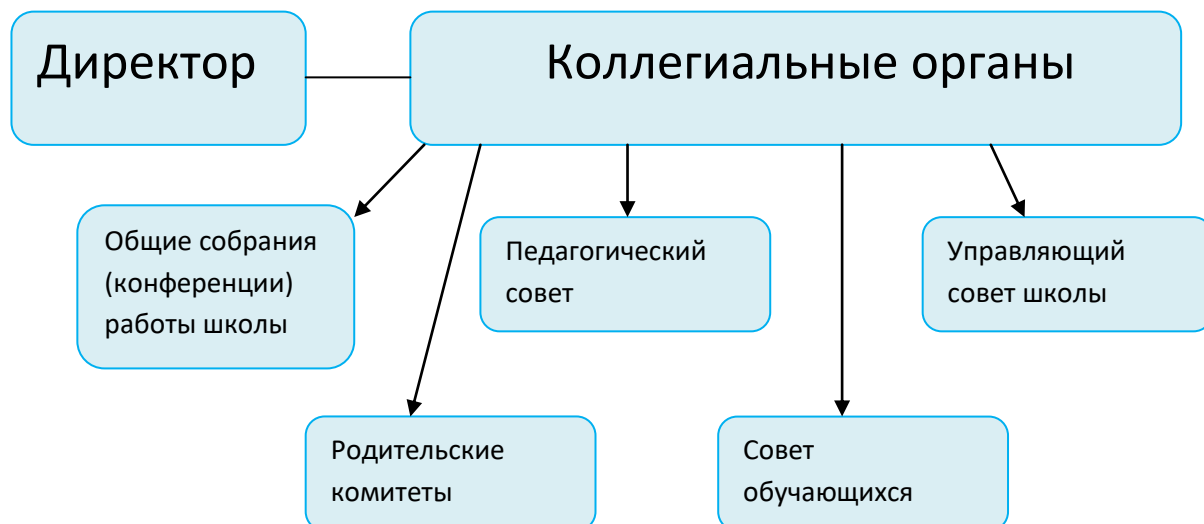 Директор
Коллегиальные органы
Общие собрания
(конференции)
работы школы
Педагогический
совет
Управляющий
совет школы
Родительские
комитеты
Совет
обучающихся